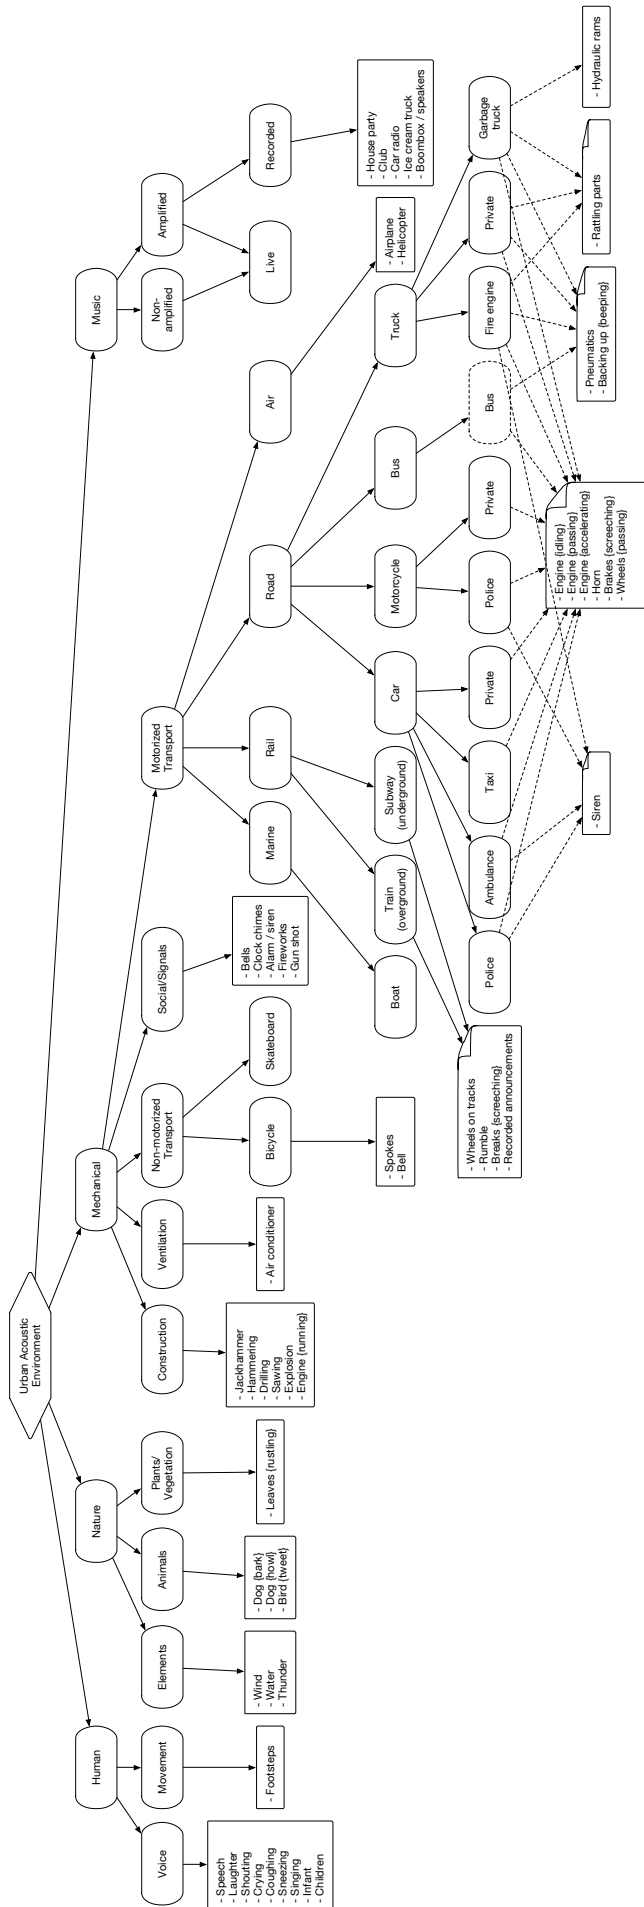 Urban Acoustic
Environment
Human
Nature
Mechanical
Music
Voice
Movement
Elements
Animals
Plants/
Vegetation
Construction
Ventilation
Non-motorized
Transport
Social/Signals
Motorized
Transport
Non-
amplified
Amplified
- Speech
- Laughter
- Shouting
- Crying
- Coughing
- Sneezing
- Singing
- Infant
- Children
- Footsteps
- Wind
- Water
- Thunder
- Dog {bark}
- Dog {howl}
- Bird {tweet}
- Leaves {rustling}
- Jackhammer
- Hammering
- Drilling
- Sawing
- Explosion
- Engine {running}
- Air conditioner
Bicycle
Skateboard
- Bells
- Clock chimes
- Alarm / siren
- Fireworks
- Gun shot
Marine
Rail
Road
Air
Live
Recorded
- Spokes
- Bell
Boat
Train
(overground)
Subway
(underground)
Car
Motorcycle
Bus
Truck
- Airplane
- Helicopter
- House party
- Club
- Car radio
- Ice cream truck
- Boombox / speakers
- Wheels on tracks
- Rumble
- Breaks {screeching}
- Recorded announcements
Police
Ambulance
Taxi
Private
Police
Private
Bus
Fire engine
Private
Garbage
truck
- Siren
- Engine {idling}
- Engine {passing}
- Engine {accelerating}
- Horn
- Brakes {screeching}
- Wheels {passing}
- Pneumatics
- Backing up {beeping}
- Rattling parts
- Hydraulic rams